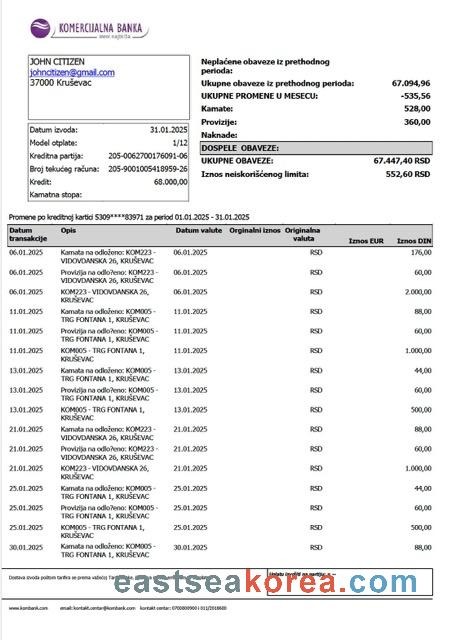 KOMERCIJALNA BANKA
JOHN CITIZEN
johncitizen@gmail.com
37000 Kruševac
Neplaćene obaveze iz prethodnog
perioda:
Ukupne obaveze iz prethodnog perioda: 67.094,96
UKUPNE PROMENE U MESECU: -535,56
Kamate: 528,00
Provizije: 360,00
Naknade:
DOSPELE OBAVEZE:
UKUPNE OBAVEZE: 67.447,40 RSD
Iznos neiskorišćenog limita: 552,60 RSD
Datum izvoda: 31.01.2025
Model otplate: 1/12
Kreditna partija: 205-0062700176091-06
Broj tekućeg računa: 205-9001005418959-26
Kredit: 68.000,00
Kamatna stopa:
Promene po kreditnoj kartici 5309****83971 za period 01.01.2025 - 31.01.2025
Datum transakcije Opis Datum valute Orginalni iznos Originalna valuta Iznos EUR Iznos DIN
06.01.2025 Kamata na odloženo: KOM223 - 06.01.2025 RSD 176,00
VIDOVDANSKA 26, KRUŠEVAC
06.01.2025 Provizija na odlo?eno: KOM223 - 06.01.2025 RSD 60,00
VIDOVDANSKA 26, KRUŠEVAC
06.01.2025 KOM223 - VIDOVDANSKA 26, 06.01.2025 RSD 2.000,00
KRUŠEVAC
11.01.2025 Kamata na odloženo: KOM005 - 11.01.2025 RSD 88,00
TRG FONTANA 1, KRUŠEVAC
11.01.2025 Provizija na odlo?eno: KOM005 - 11.01.2025 RSD 60,00
TRG FONTANA 1, KRUŠEVAC
11.01.2025 KOM005 - TRG FONTANA 1, 11.01.2025 RSD 1.000,00
KRUŠEVAC
13.01.2025 Kamata na odloženo: KOM005 - 13.01.2025 RSD 44,00
TRG FONTANA 1, KRUŠEVAC
13.01.2025 Provizija na odlo?eno: KOM005 - 13.01.2025 RSD 60,00
TRG FONTANA 1, KRUŠEVAC
13.01.2025 KOM005 - TRG FONTANA 1, 13.01.2025 RSD 500,00
KRUŠEVAC
21.01.2025 Kamata na odloženo: KOM223 - 21.01.2025 RSD 88,00
VIDOVDANSKA 26, KRUŠEVAC
21.01.2025 Provizija na odlo?eno: KOM223 - 21.01.2025 RSD 60,00
VIDOVDANSKA 26, KRUŠEVAC
21.01.2025 KOM223 - VIDOVDANSKA 26, 21.01.2025 RSD 1.000,00
KRUŠEVAC
25.01.2025 Kamata na odloženo: KOM005 - 25.01.2025 RSD 44,00
TRG FONTANA 1, KRUŠEVAC
25.01.2025 Provizija na odlo?eno: KOM005 - 25.01.2025 RSD 60,00
TRG FONTANA 1, KRUŠEVAC
25.01.2025 KOM005 - TRG FONTANA 1, 25.01.2025 RSD 500,00
KRUŠEVAC
30.01.2025 Kamata na odloženo: KOM005 - 30.01.2025 RSD 88,00
TRG FONTANA 1, KRUŠEVAC
Dostava izvoda poštom tarifira se prema važećoj
eastseakorea.com
www.kombank.com email: kontakt.centar@kombank.com kontakt centar: 0700800900 i 011/2018600